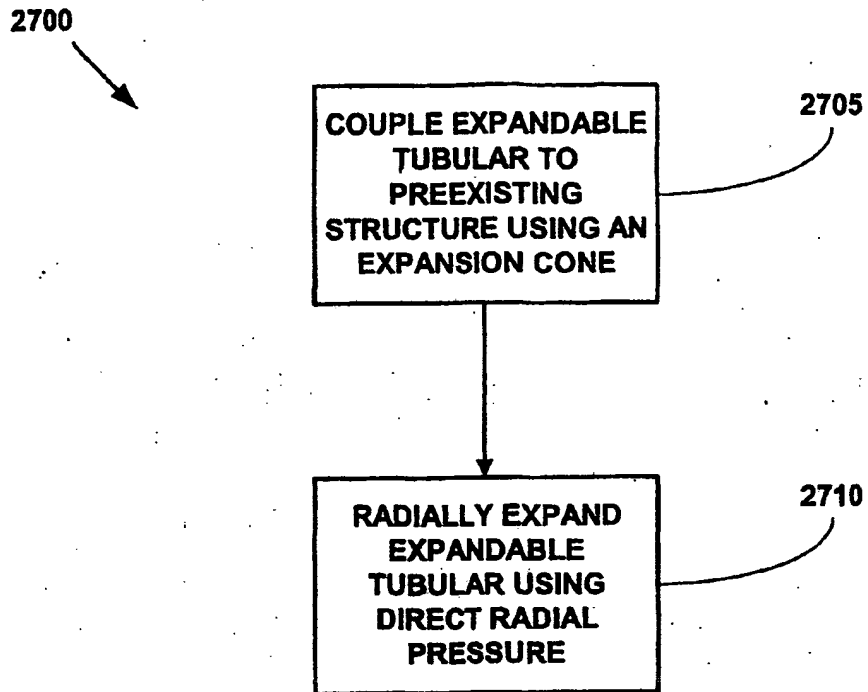 2700
COUPLE EXPANDABLE
TUBULAR TO
PREEXISTING
STRUCTURE USING AN
EXPANSION CONE
2705
RADIALLY EXPAND
EXPANDABLE
TUBULAR USING
DIRECT RADIAL
PRESSURE
2710